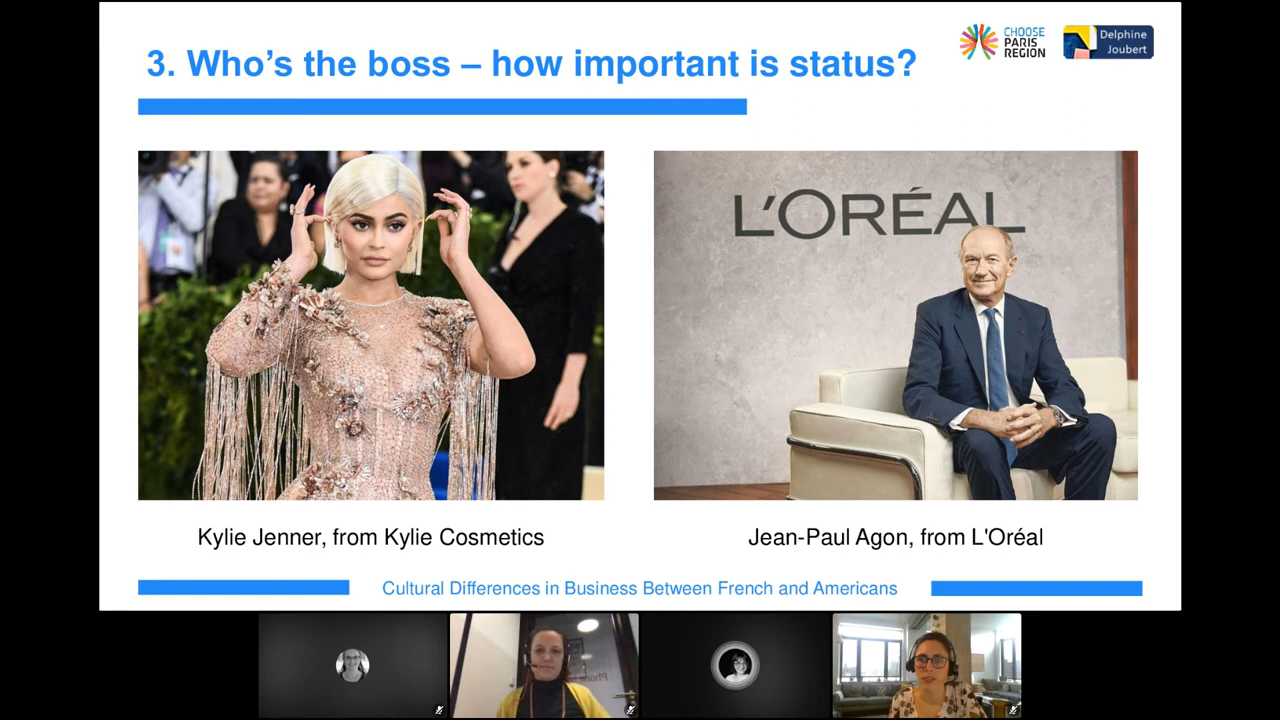 3. Who's the boss – how important is status?
CHOOSE
PARIS
REGION
Delphine
Joubert
L'ORÉAL
Kylie Jenner, from Kylie Cosmetics
Jean-Paul Agon, from L'Oréal
Cultural Differences in Business Between French and Americans